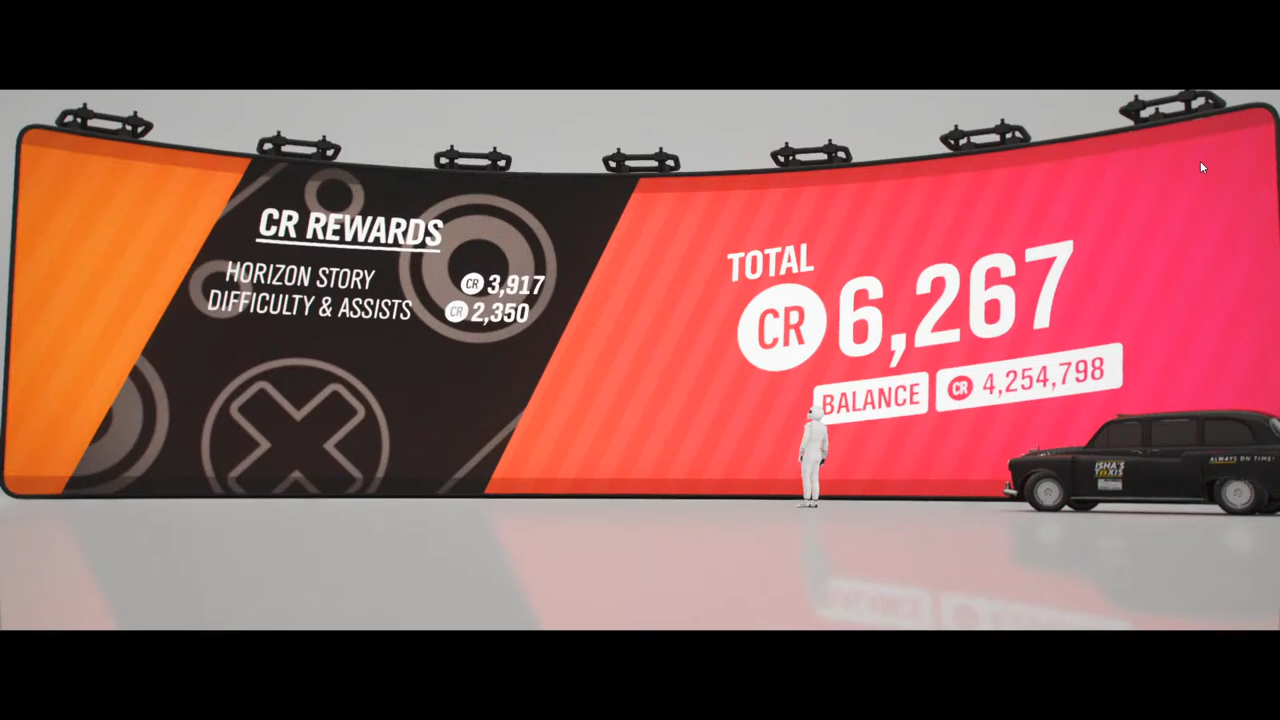 CR REWARDS
HORIZON STORY CR 3,917
DIFFICULTY & ASSISTS CR 2,350
TOTAL
CR 6,267
BALANCE CR 4,254,798
ISHA'S
TAXIS
ALWAYS ON TIME!